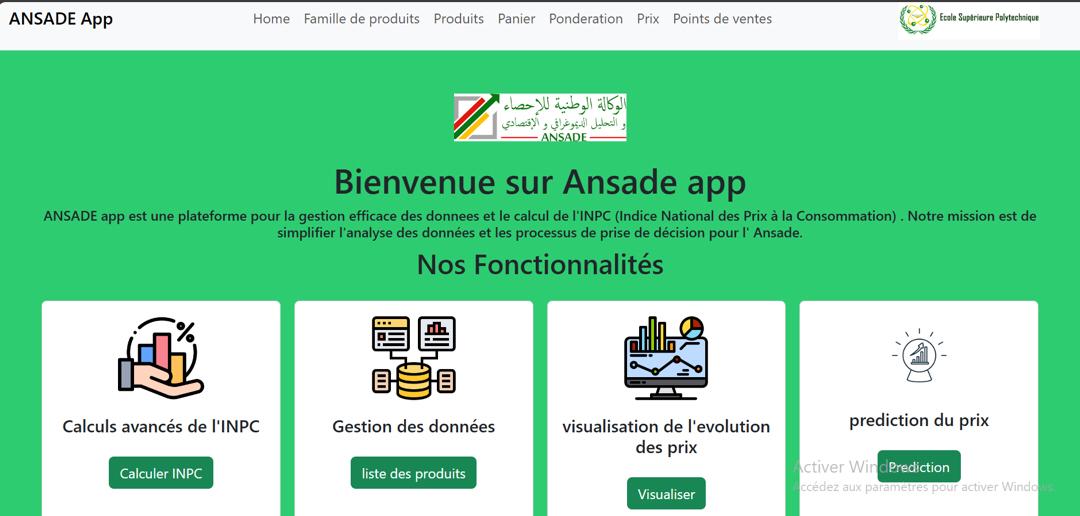 ANSADE App
Home Famille de produits Produits Panier Ponderation Prix Points de ventes
Ecole Supérieure Polytechnique
الوكالة الوطنية للإحصاء
و التحليل الديموغرافي و الإقتصادي
ANSADE
Bienvenue sur Ansade app
ANSADE app est une plateforme pour la gestion efficace des donnees et le calcul de l'INPC (Indice National des Prix à la Consommation) . Notre mission est de
simplifier l'analyse des données et les processus de prise de décision pour l' Ansade.
Nos Fonctionnalités
Calculs avancés de l'INPC
Calculer INPC
Gestion des données
liste des produits
visualisation de l'evolution
des prix
Visualiser
prediction du prix
Prediction
Activer Windows
Accédez aux paramètres pour activer Windows.